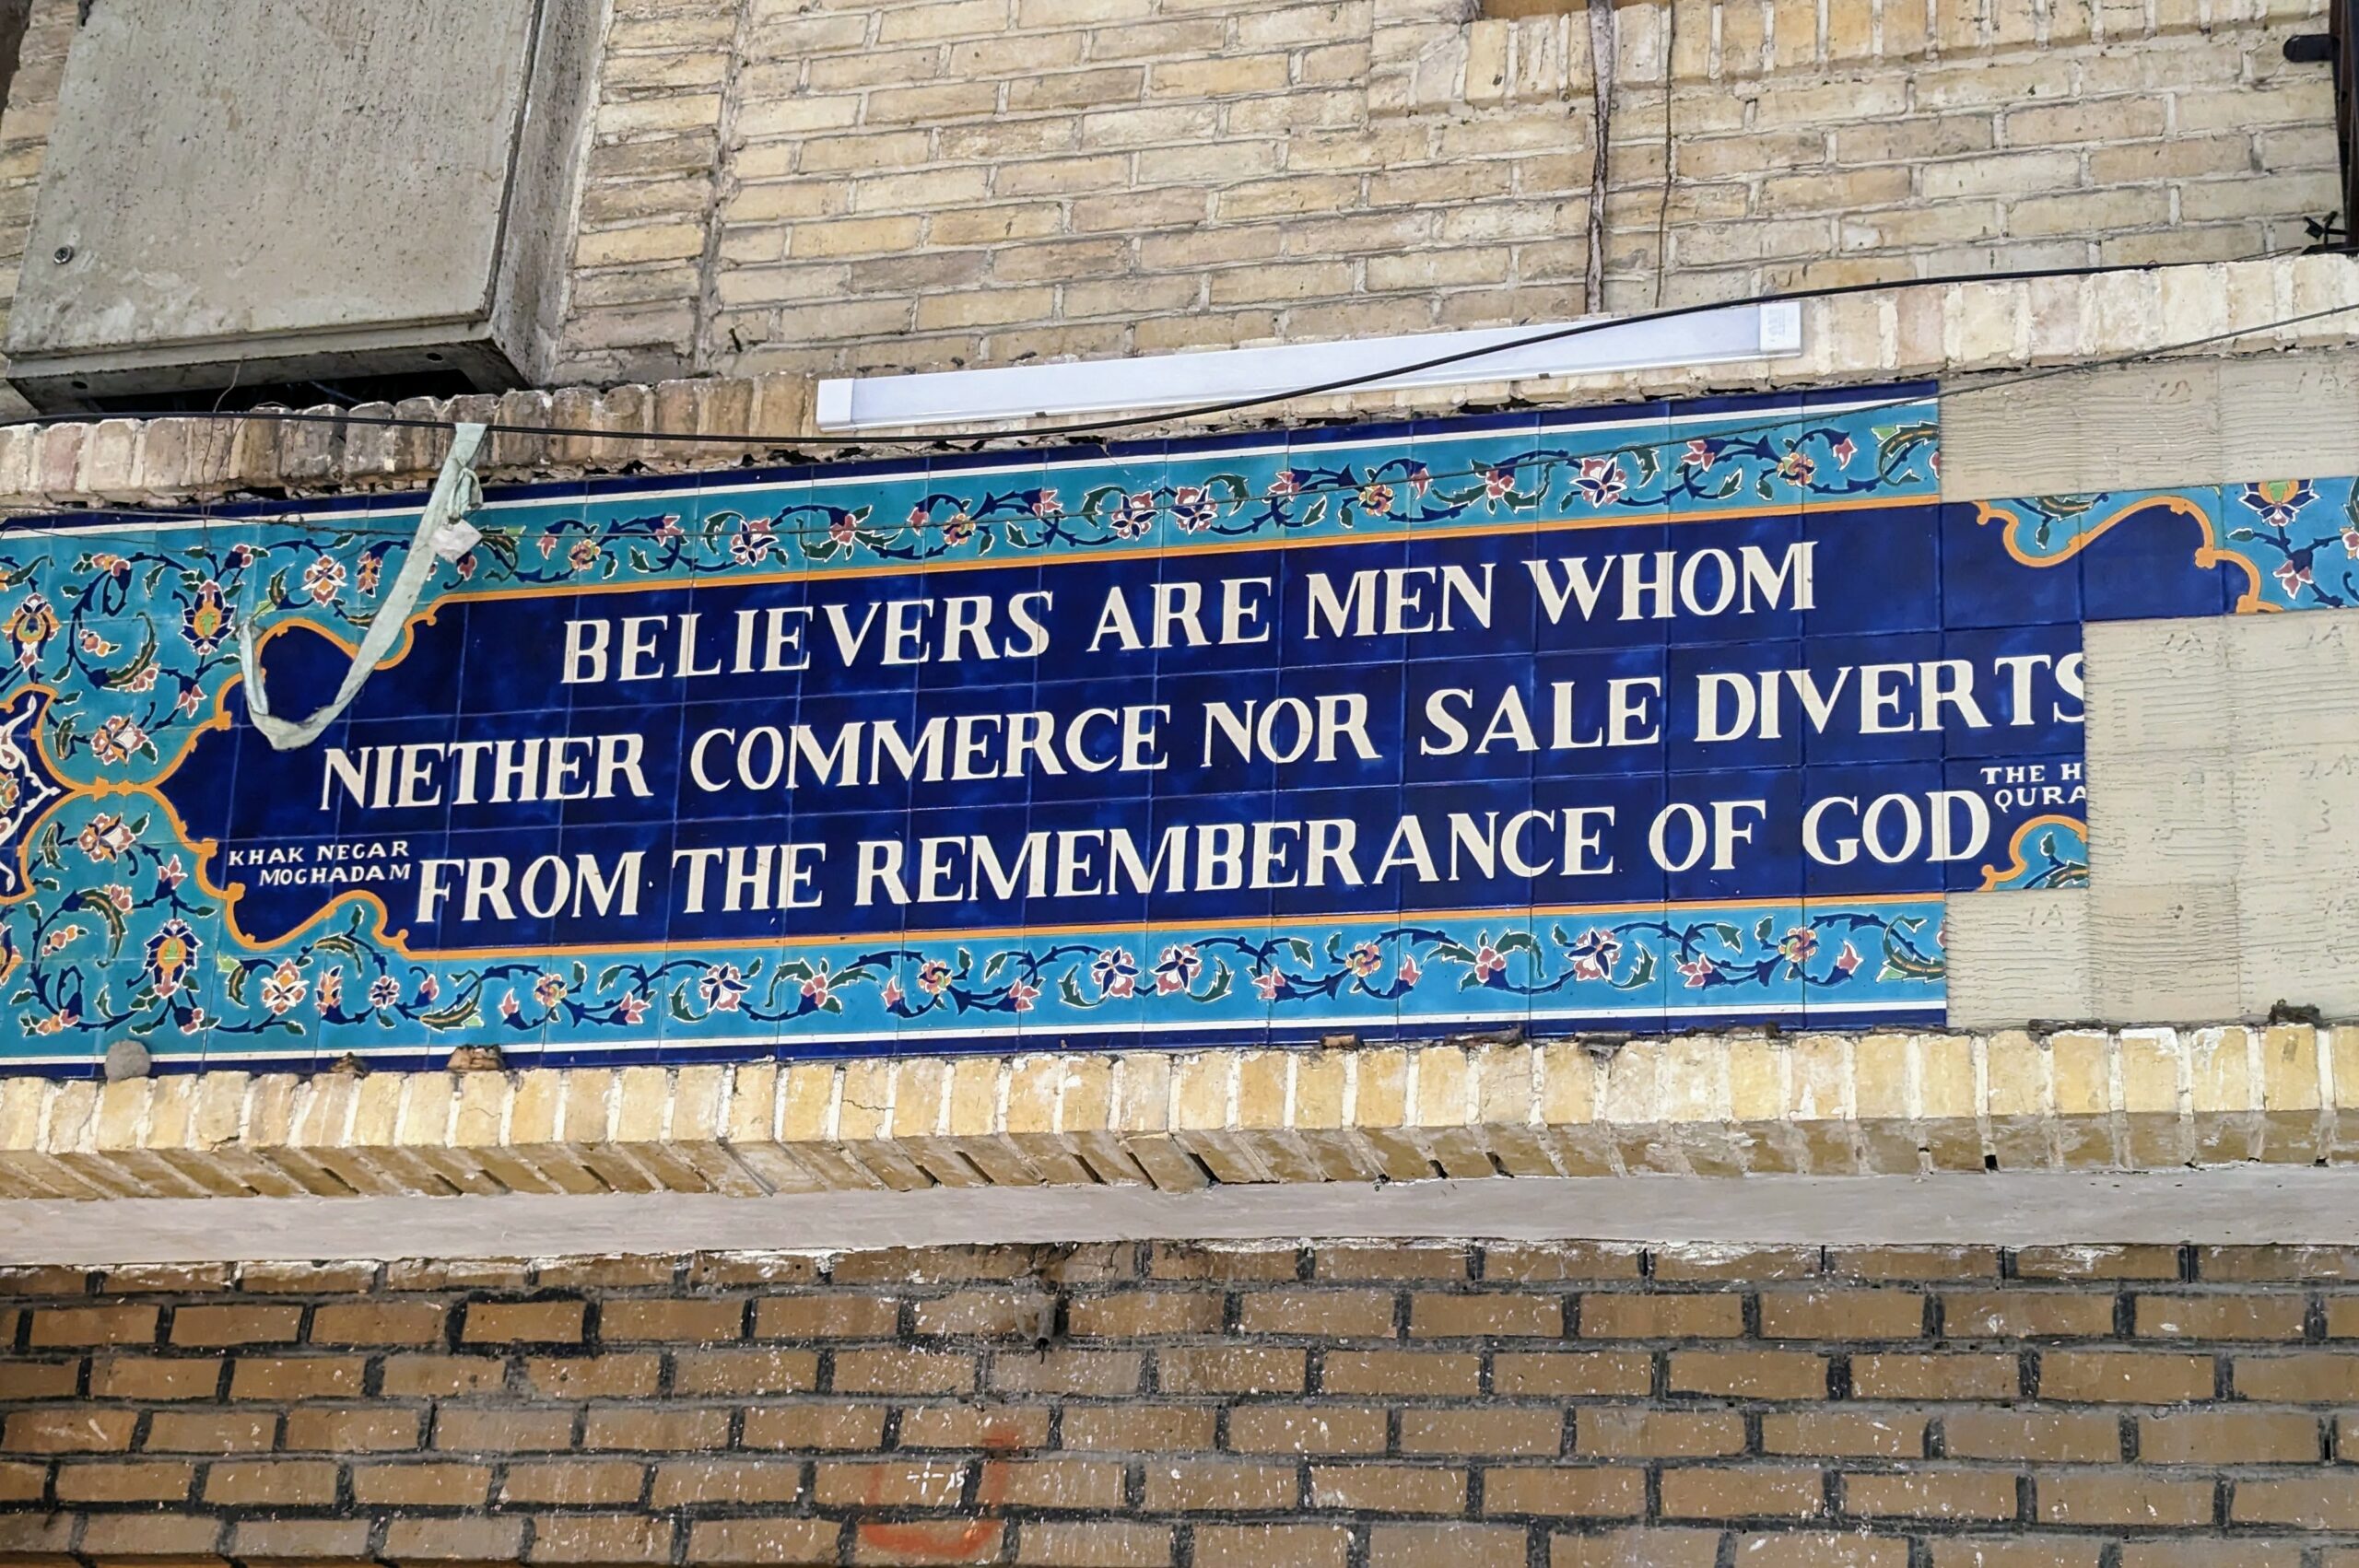 BELIEVERS ARE MEN WHOM
NIETHER COMMERCE NOR SALE DIVERTS
FROM THE REMEMBERANCE OF GOD
THE H
QURA
KHAK NEGAR
MOGHADAM